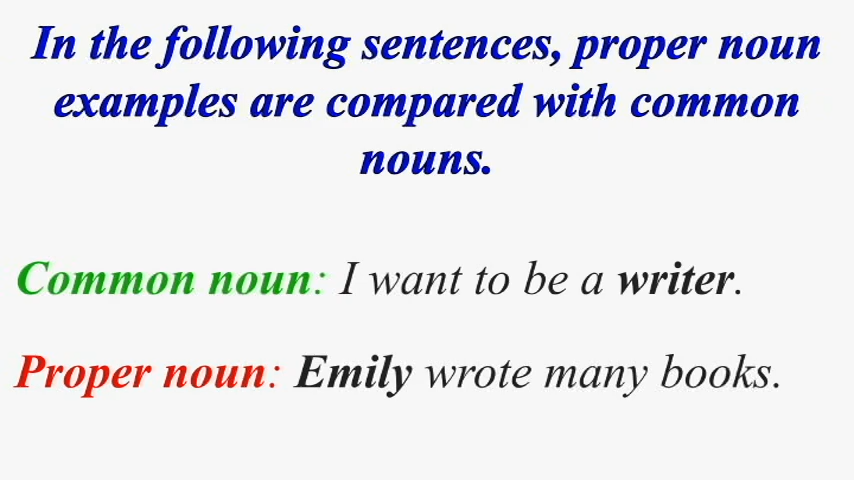 In the following sentences, proper noun
examples are compared with common
nouns.
Common noun: I want to be a writer.
Proper noun: Emily wrote many books.